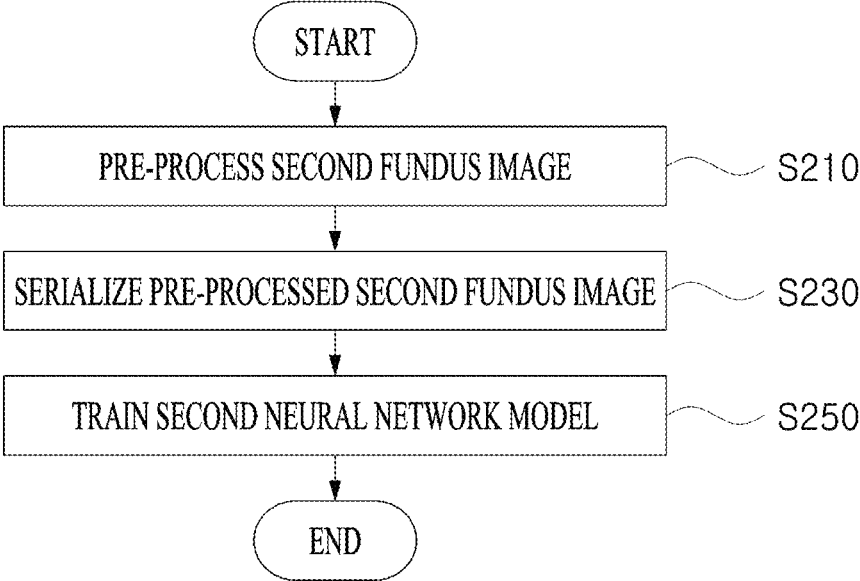 START
PRE-PROCESS SECOND FUNDUS IMAGE
S210
SERIALIZE PRE-PROCESSED SECOND FUNDUS IMAGE
S230
TRAIN SECOND NEURAL NETWORK MODEL
S250
END